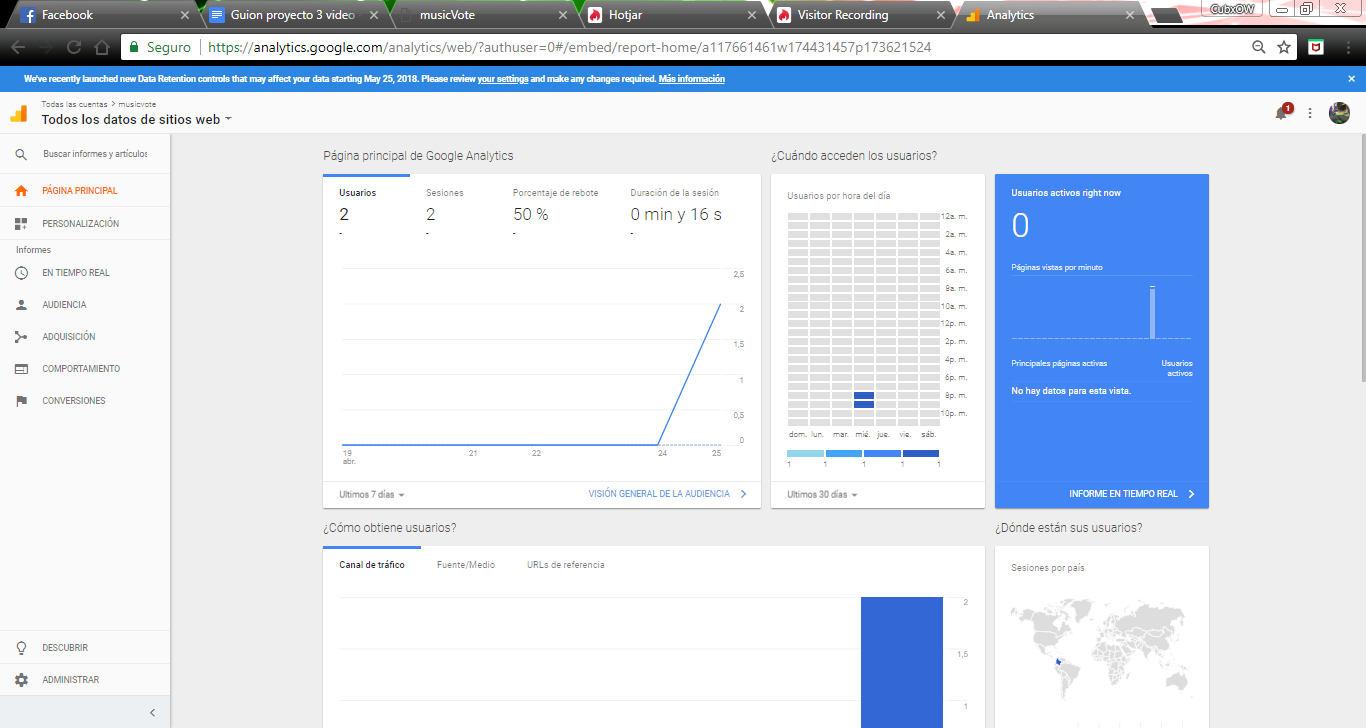 Facebook
Guion proyecto 3 video
musicVote
Hotjar
Visitor Recording
Analytics
CubxOW
Seguro
https://analytics.google.com/analytics/web/?authuser=0#/embed/report-home/a117661461w174431457p173621524
We've recently launched new Data Retention controls that may affect your data starting May 25, 2018. Please review your settings and make any changes required. Más información
Todas las cuentas > musicvote
Todos los datos de sitios web
1
Buscar informes y artículos
PÁGINA PRINCIPAL
PERSONALIZACIÓN
Informes
EN TIEMPO REAL
AUDIENCIA
ADQUISICIÓN
COMPORTAMIENTO
CONVERSIONES
DESCUBRIR
ADMINISTRAR
Página principal de Google Analytics
Usuarios
2
-
Sesiones
2
-
Porcentaje de rebote
50 %
-
Duración de la sesión
0 min y 16 s
-
2,5
2
1,5
1
0,5
0
19
abr.
21
22
24
25
Ultimos 7 días
VISIÓN GENERAL DE LA AUDIENCIA
¿Cuándo acceden los usuarios?
Usuarios por hora del día
12a. m.
2a. m.
4a. m.
6a. m.
8a. m.
10a. m.
12p. m.
2p. m.
4p. m.
6p. m.
8p. m.
10p. m.
dom. lun. mar. mié. jue. vie. sáb.
1 1 1 1 1
Ultimos 30 días
Usuarios activos right now
0
Páginas vistas por minuto
Principales páginas activas
Usuarios
activos
No hay datos para esta vista.
INFORME EN TIEMPO REAL
¿Cómo obtiene usuarios?
Canal de tráfico
Fuente/Medio
URLs de referencia
2
1,5
1
¿Dónde están sus usuarios?
Sesiones por país